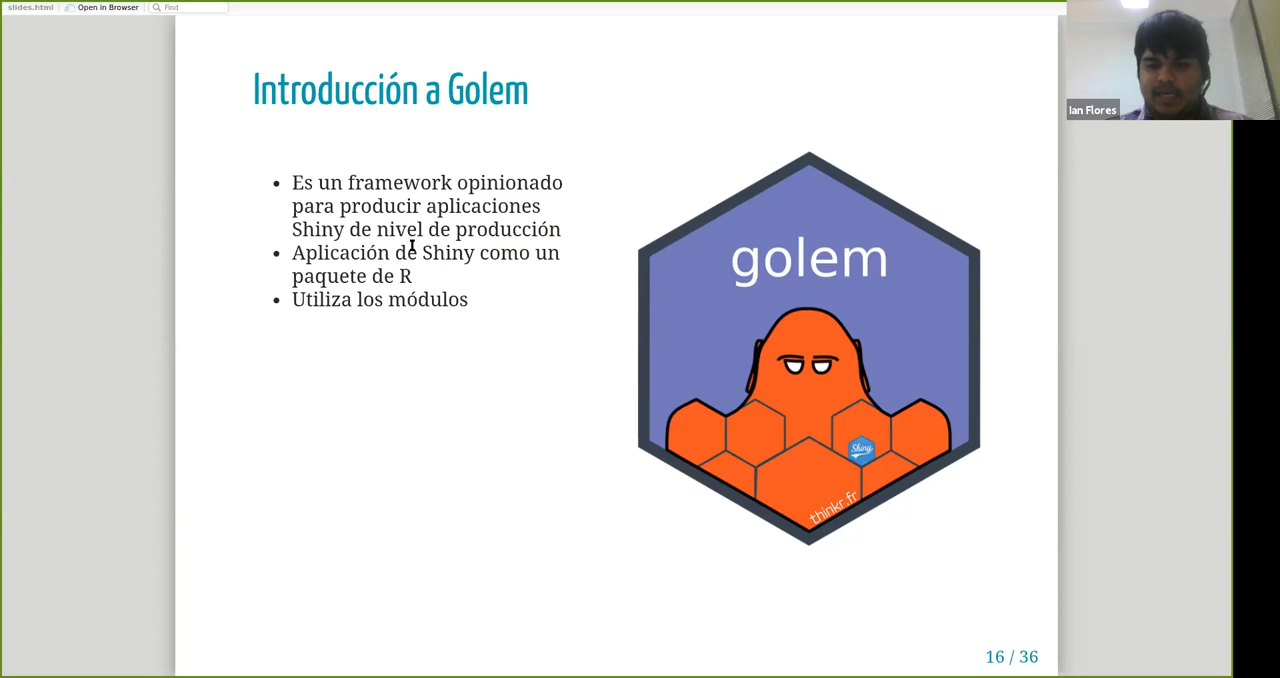 slides.html Open in Browser Find
Ian Flores
Introducción a Golem
Es un framework opinionado
para producir aplicaciones
Shiny de nivel de producción
Aplicación de Shiny como un
paquete de R
Utiliza los módulos
golem
Shiny
thinkr.fr
16 / 36